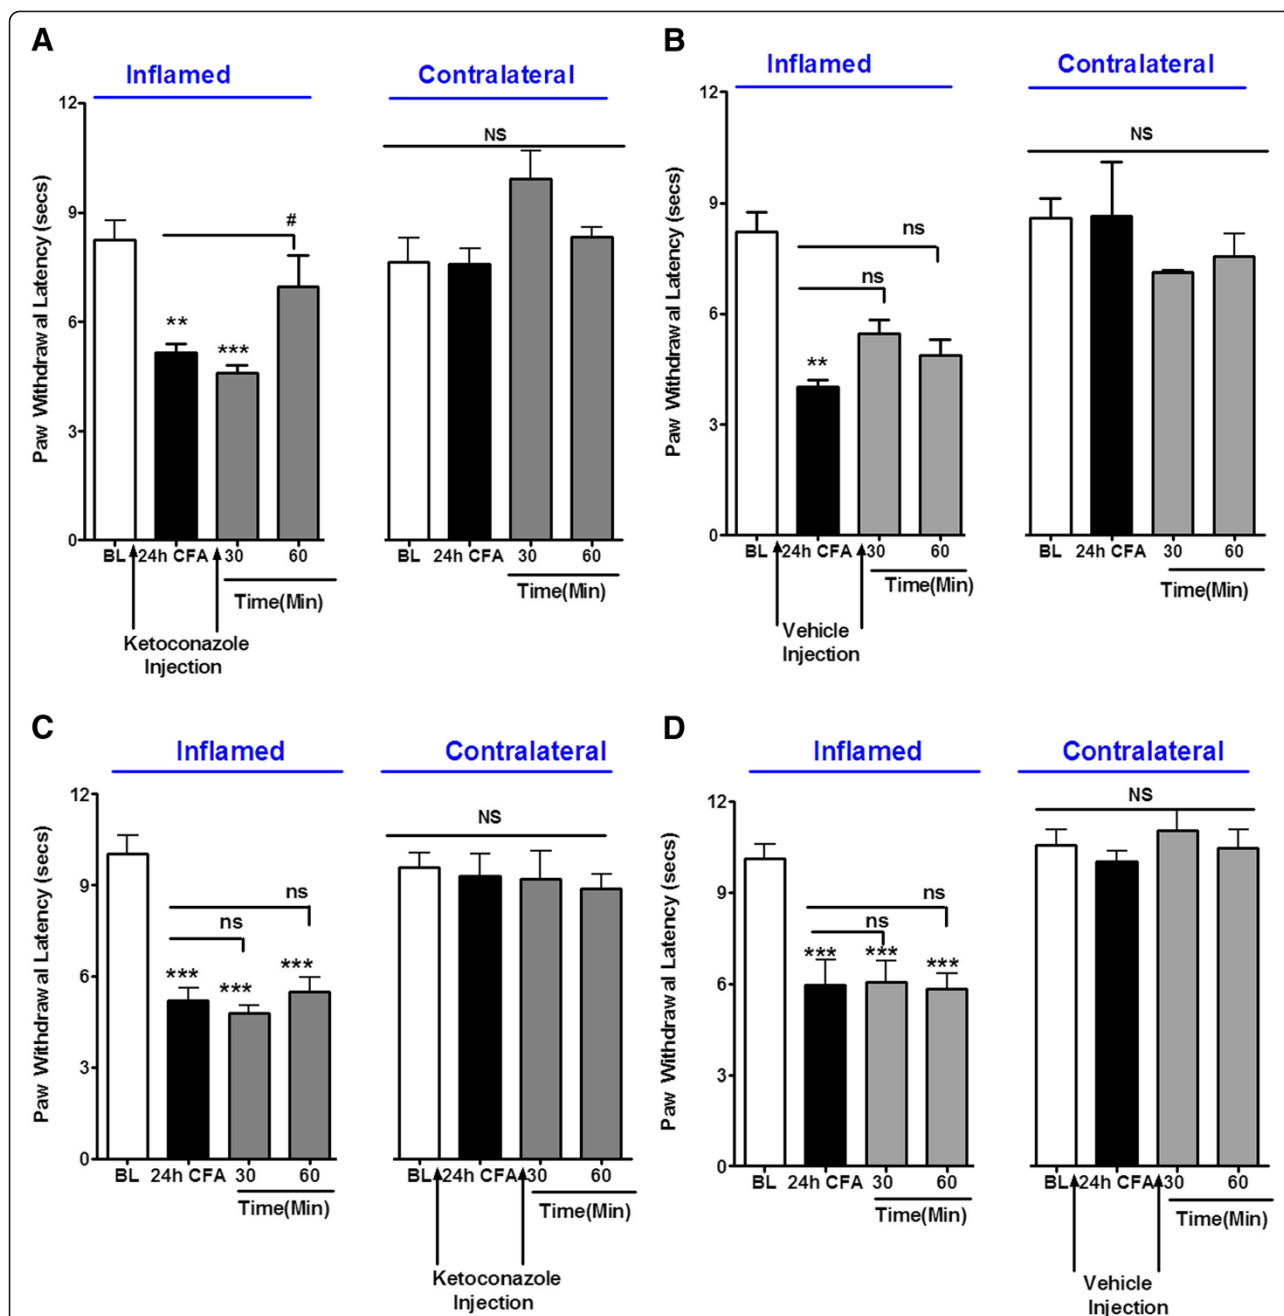 A
Inflamed
Contralateral
Paw Withdrawal Latency (secs)
12
9
6
3
0
**
***
#
NS
BL 24h CFA 30 60
Time(Min)
Ketoconazole
Injection
BL 24h CFA 30 60
Time(Min)
B
Inflamed
Contralateral
Paw Withdrawal Latency (secs)
12
9
6
3
0
**
ns
ns
NS
BL 24h CFA 30 60
Time(Min)
Vehicle
Injection
BL 24h CFA 30 60
Time(Min)
C
Inflamed
Contralateral
Paw Withdrawal Latency (secs)
12
9
6
3
0
ns
ns
***
***
***
NS
BL 24h CFA 30 60
Time(Min)
BL 24h CFA 30 60
Time(Min)
Ketoconazole
Injection
D
Inflamed
Contralateral
Paw Withdrawal Latency (secs)
12
9
6
3
0
ns
ns
***
***
***
NS
BL 24h CFA 30 60
Time(Min)
BL 24h CFA 30 60
Time(Min)
Vehicle
Injection